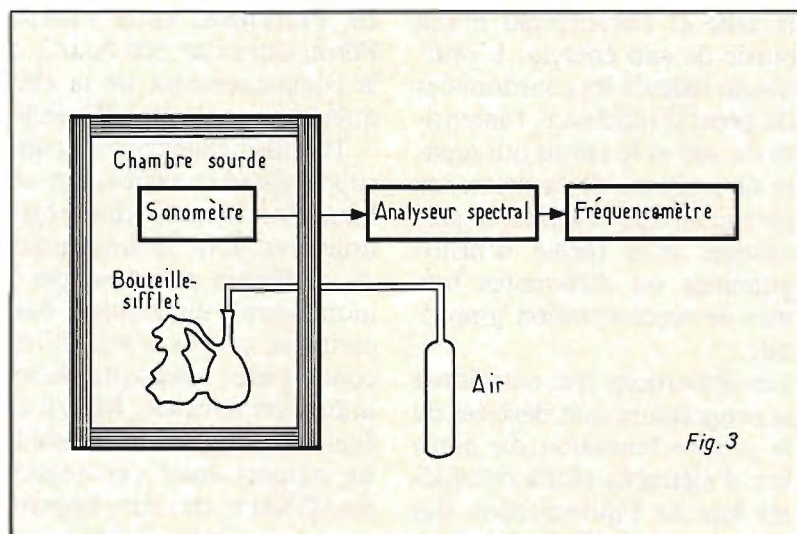 Chambre sourde
Sonomètre
Analyseur spectral
Fréquencemètre
Bouteille-
sifflet
Air
Fig. 3